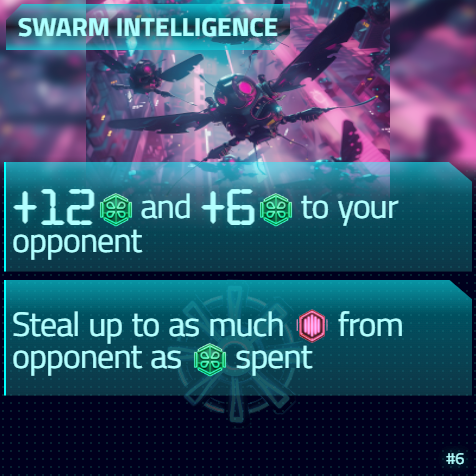 SWARM INTELLIGENCE
+12 and +6 to your
opponent
Steal up to as much from
opponent as spent
#6